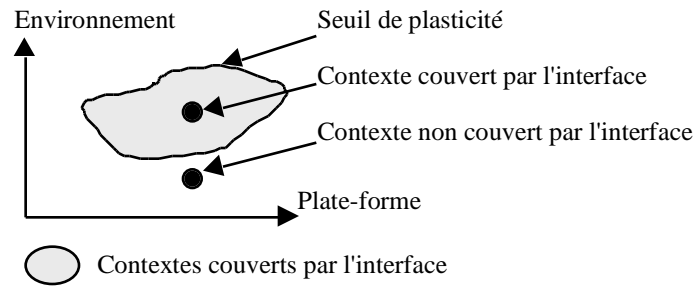 Environnement
Seuil de plasticité
Contexte couvert par l'interface
Contexte non couvert par l'interface
Plate-forme
Contextes couverts par l'interface